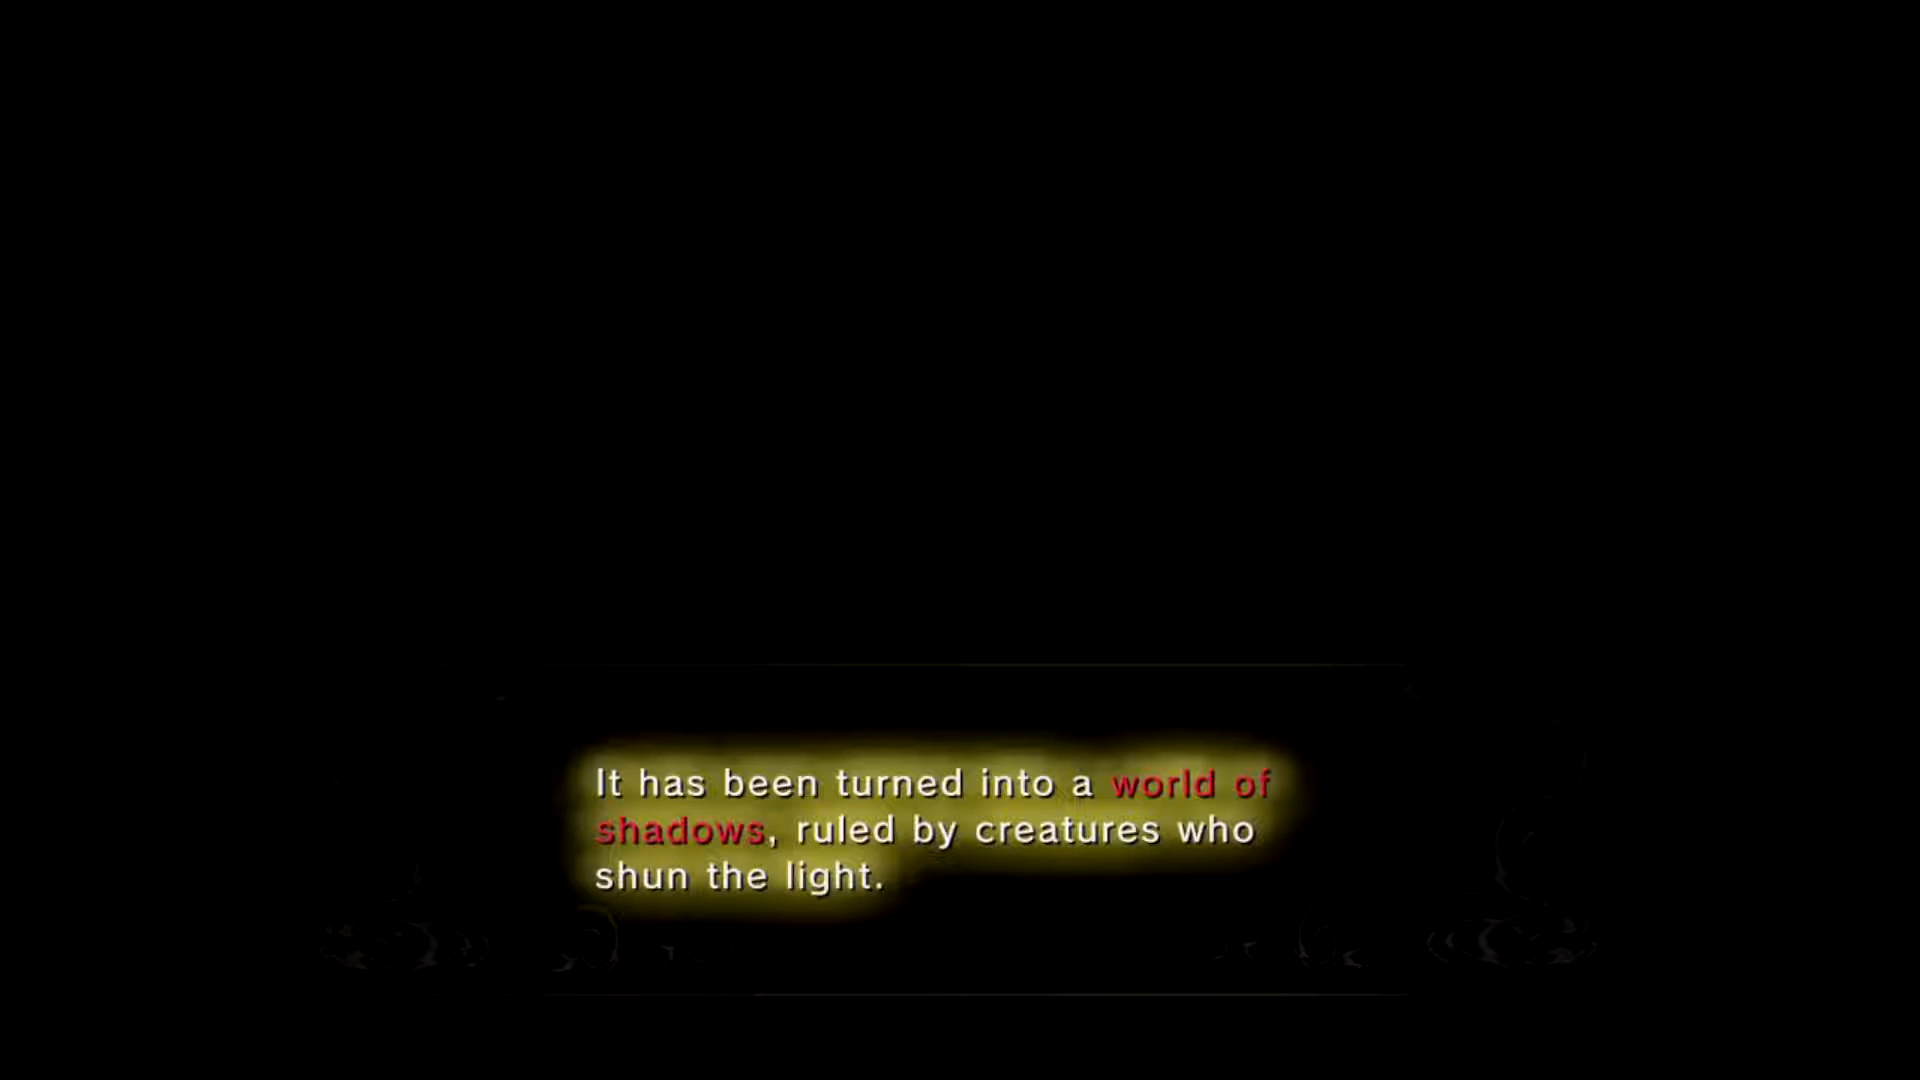 It has been turned into a world of
shadows, ruled by creatures who
shun the light.